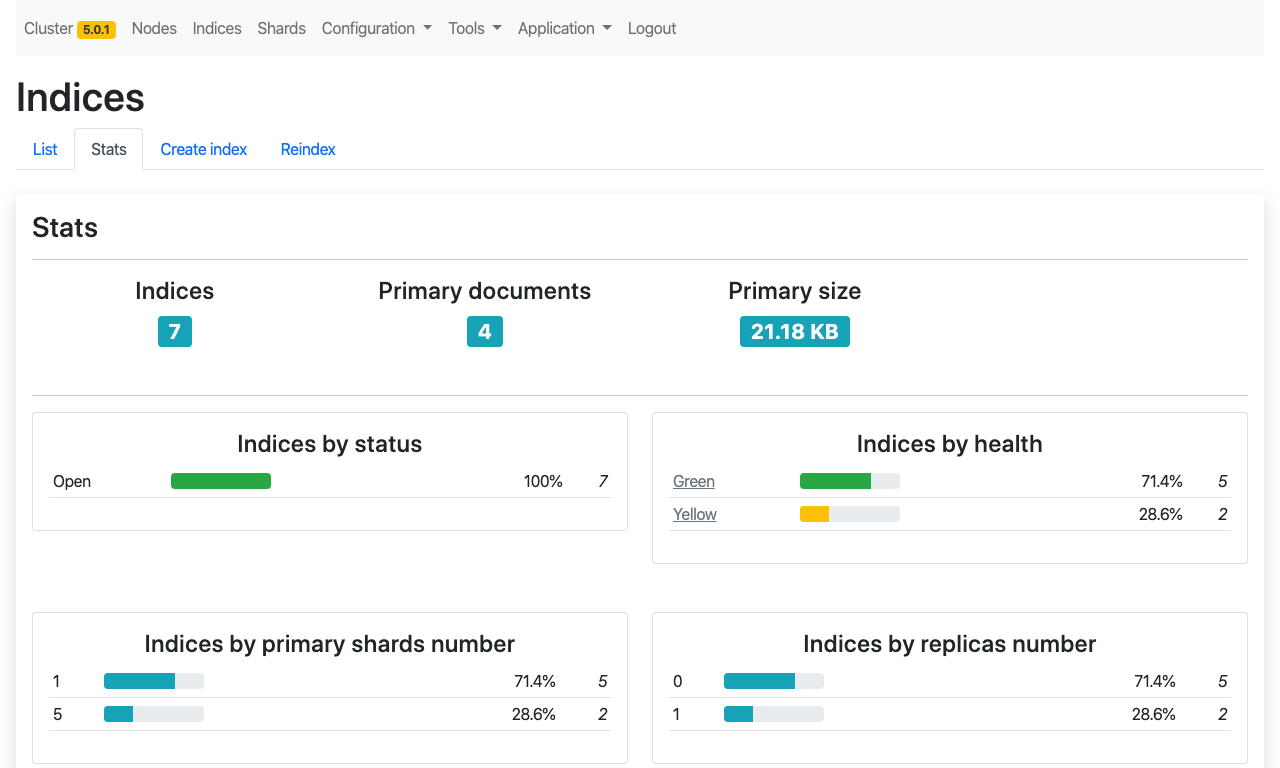 Cluster 5.0.1 Nodes Indices Shards Configuration Tools Application Logout
Indices
List Stats Create index Reindex
Stats
Indices Primary documents Primary size
7 4 21.18 KB
Indices by status
Open 100% 7
Indices by health
Green 71.4% 5
Yellow 28.6% 2
Indices by primary shards number
1 71.4% 5
5 28.6% 2
Indices by replicas number
0 71.4% 5
1 28.6% 2